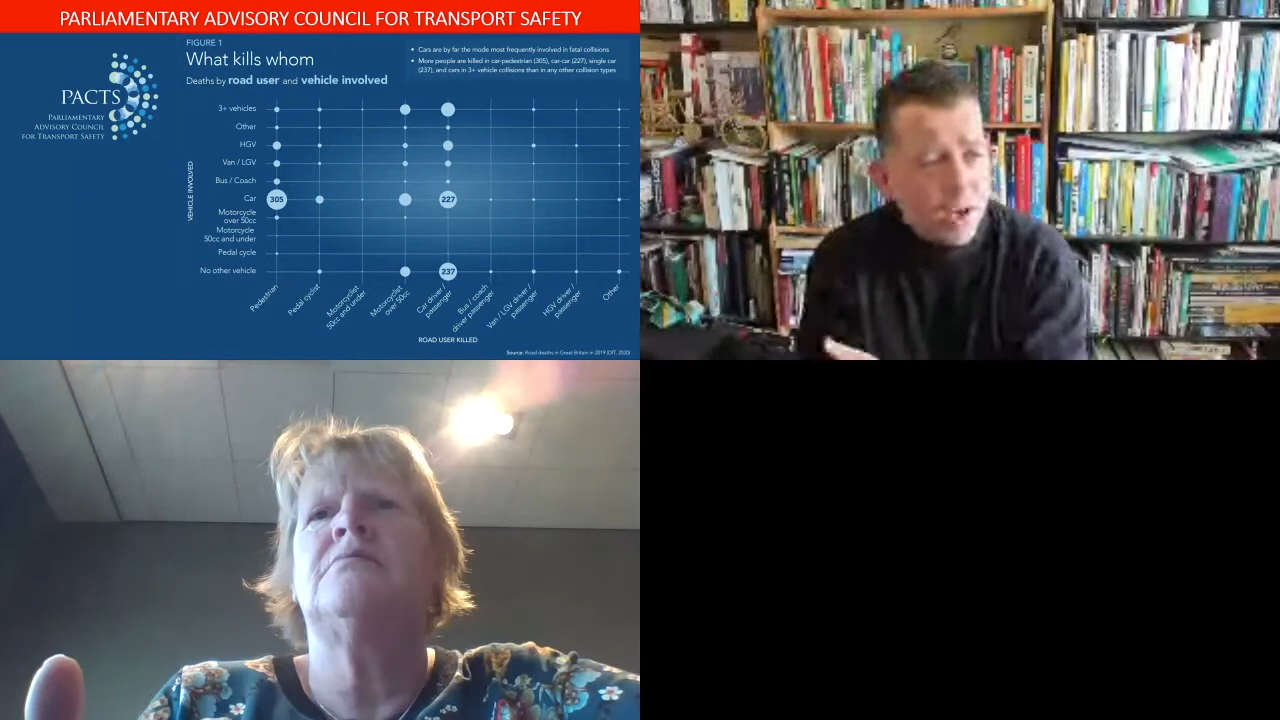 PARLIAMENTARY ADVISORY COUNCIL FOR TRANSPORT SAFETY
PACTS
PARLIAMENTARY
ADVISORY COUNCIL
FOR TRANSPORT SAFETY
FIGURE 1
What kills whom
Deaths by road user and vehicle involved
• Cars are by far the mode most frequently involved in fatal collisions
• More people are killed in car-pedestrian (305), car-car (227), single car
(237), and cars in 3+ vehicle collisions than in any other collision types
VEHICLE INVOLVED
3+ vehicles
Other
HGV
Van / LGV
Bus / Coach
Car
305
227
Motorcycle
over 50cc
Motorcycle
50cc and under
Pedal cycle
No other vehicle
237
Pedestrian
Pedal cyclist
Motorcyclist
50cc and under
Motorcyclist
over 50cc
Car driver /
passenger
Bus / coach
driver passenger
Van / LGV driver /
passenger
HGV driver /
passenger
Other
ROAD USER KILLED
Source: Road deaths in Great Britain in 2019 (DfT, 2020)